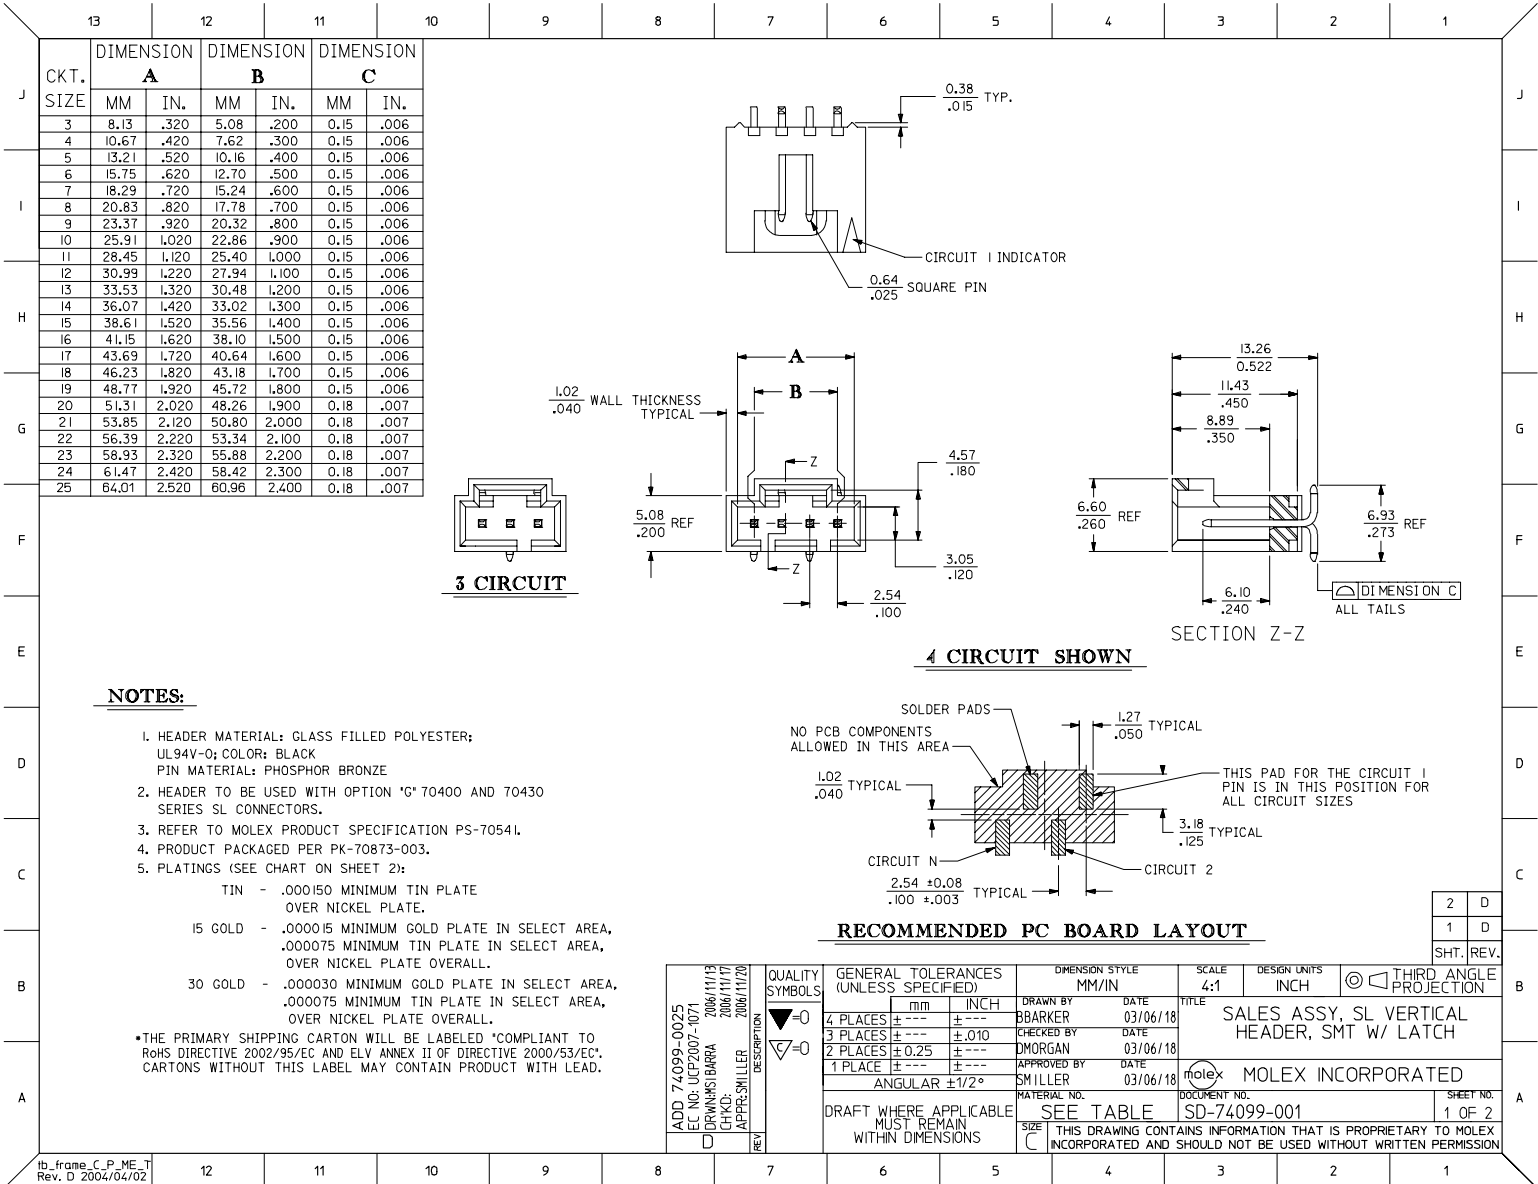 13 12 11 10 9 8 7 6 5 4 3 2 1
J
I
H
G
F
E
D
C
B
A
J
I
H
G
F
E
D
C
B
A
CKT. SIZE DIMENSION A DIMENSION B DIMENSION C
MM IN. MM IN. MM IN.
3 8.13 .320 5.08 .200 0.15 .006
4 10.67 .420 7.62 .300 0.15 .006
5 13.21 .520 10.16 .400 0.15 .006
6 15.75 .620 12.70 .500 0.15 .006
7 18.29 .720 15.24 .600 0.15 .006
8 20.83 .820 17.78 .700 0.15 .006
9 23.37 .920 20.32 .800 0.15 .006
10 25.91 1.020 22.86 .900 0.15 .006
11 28.45 1.120 25.40 1.000 0.15 .006
12 30.99 1.220 27.94 1.100 0.15 .006
13 33.53 1.320 30.48 1.200 0.15 .006
14 36.07 1.420 33.02 1.300 0.15 .006
15 38.61 1.520 35.56 1.400 0.15 .006
16 41.15 1.620 38.10 1.500 0.15 .006
17 43.69 1.720 40.64 1.600 0.15 .006
18 46.23 1.820 43.18 1.700 0.15 .006
19 48.77 1.920 45.72 1.800 0.15 .006
20 51.31 2.020 48.26 1.900 0.18 .007
21 53.85 2.120 50.80 2.000 0.18 .007
22 56.39 2.220 53.34 2.100 0.18 .007
23 58.93 2.320 55.88 2.200 0.18 .007
24 61.47 2.420 58.42 2.300 0.18 .007
25 64.01 2.520 60.96 2.400 0.18 .007
0.38
.015 TYP.
CIRCUIT 1 INDICATOR
0.64
.025 SQUARE PIN
A
B
1.02
.040 WALL THICKNESS
TYPICAL
Z
4.57
.180
5.08
.200 REF
Z
3.05
.120
2.54
.100
3 CIRCUIT
13.26
0.522
11.43
.450
8.89
.350
6.60
.260 REF
6.93
.273 REF
6.10
.240
DIMENSION C
ALL TAILS
SECTION Z-Z
4 CIRCUIT SHOWN
NOTES:
1. HEADER MATERIAL: GLASS FILLED POLYESTER;
UL94V-0; COLOR: BLACK
PIN MATERIAL: PHOSPHOR BRONZE
2. HEADER TO BE USED WITH OPTION "G" 70400 AND 70430
SERIES SL CONNECTORS.
3. REFER TO MOLEX PRODUCT SPECIFICATION PS-70541.
4. PRODUCT PACKAGED PER PK-70873-003.
5. PLATINGS (SEE CHART ON SHEET 2):
TIN - .000150 MINIMUM TIN PLATE
OVER NICKEL PLATE.
15 GOLD - .000015 MINIMUM GOLD PLATE IN SELECT AREA,
.000075 MINIMUM TIN PLATE IN SELECT AREA,
OVER NICKEL PLATE OVERALL.
30 GOLD - .000030 MINIMUM GOLD PLATE IN SELECT AREA,
.000075 MINIMUM TIN PLATE IN SELECT AREA,
OVER NICKEL PLATE OVERALL.
*THE PRIMARY SHIPPING CARTON WILL BE LABELED "COMPLIANT TO
RoHS DIRECTIVE 2002/95/EC AND ELV ANNEX II OF DIRECTIVE 2000/53/EC".
CARTONS WITHOUT THIS LABEL MAY CONTAIN PRODUCT WITH LEAD.
SOLDER PADS
NO PCB COMPONENTS
ALLOWED IN THIS AREA
1.27
.050 TYPICAL
1.02
.040 TYPICAL
THIS PAD FOR THE CIRCUIT 1
PIN IS IN THIS POSITION FOR
ALL CIRCUIT SIZES
3.18
.125 TYPICAL
CIRCUIT N
CIRCUIT 2
2.54 ±0.08
.100 ±.003 TYPICAL
RECOMMENDED PC BOARD LAYOUT
2 D
1 D
SHT. REV.
ADD 74099-0025
EC NO: UCP2007-1071
DRWN:MSIBARRA 2006/11/13
CH'KD: 2006/11/17
APPR:SMILLER 2006/11/20
D
REV DESCRIPTION
QUALITY
SYMBOLS
=0
C =0
GENERAL TOLERANCES
(UNLESS SPECIFIED)
mm INCH
4 PLACES ± --- ± ---
3 PLACES ± --- ±.010
2 PLACES ±0.25 ± ---
1 PLACE ± --- ± ---
ANGULAR ±1/2°
DRAFT WHERE APPLICABLE
MUST REMAIN
WITHIN DIMENSIONS
DIMENSION STYLE
MM/IN
SCALE
4:1
DESIGN UNITS
INCH
THIRD ANGLE
PROJECTION
DRAWN BY DATE
BBARKER 03/06/18
CHECKED BY DATE
DMORGAN 03/06/18
APPROVED BY DATE
SMILLER 03/06/18
TITLE
SALES ASSY, SL VERTICAL
HEADER, SMT W/ LATCH
molex MOLEX INCORPORATED
MATERIAL NO.
SEE TABLE
DOCUMENT NO.
SD-74099-001
SHEET NO.
1 OF 2
SIZE
C
THIS DRAWING CONTAINS INFORMATION THAT IS PROPRIETARY TO MOLEX
INCORPORATED AND SHOULD NOT BE USED WITHOUT WRITTEN PERMISSION
tb_frame_C_P_ME_T
Rev. D 2004/04/02
12 11 10 9 8 7 6 5 4 3 2 1